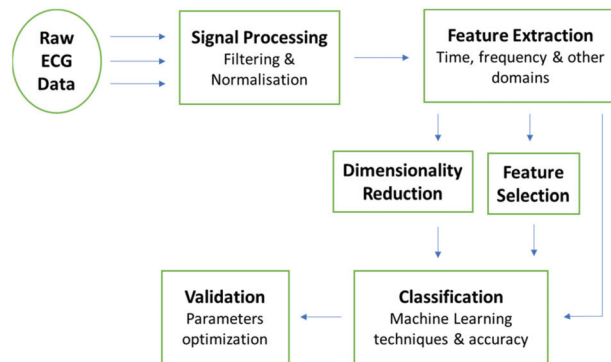 Raw
ECG
Data
Signal Processing
Filtering &
Normalisation
Feature Extraction
Time, frequency & other
domains
Dimensionality
Reduction
Feature
Selection
Validation
Parameters
optimization
Classification
Machine Learning
techniques & accuracy